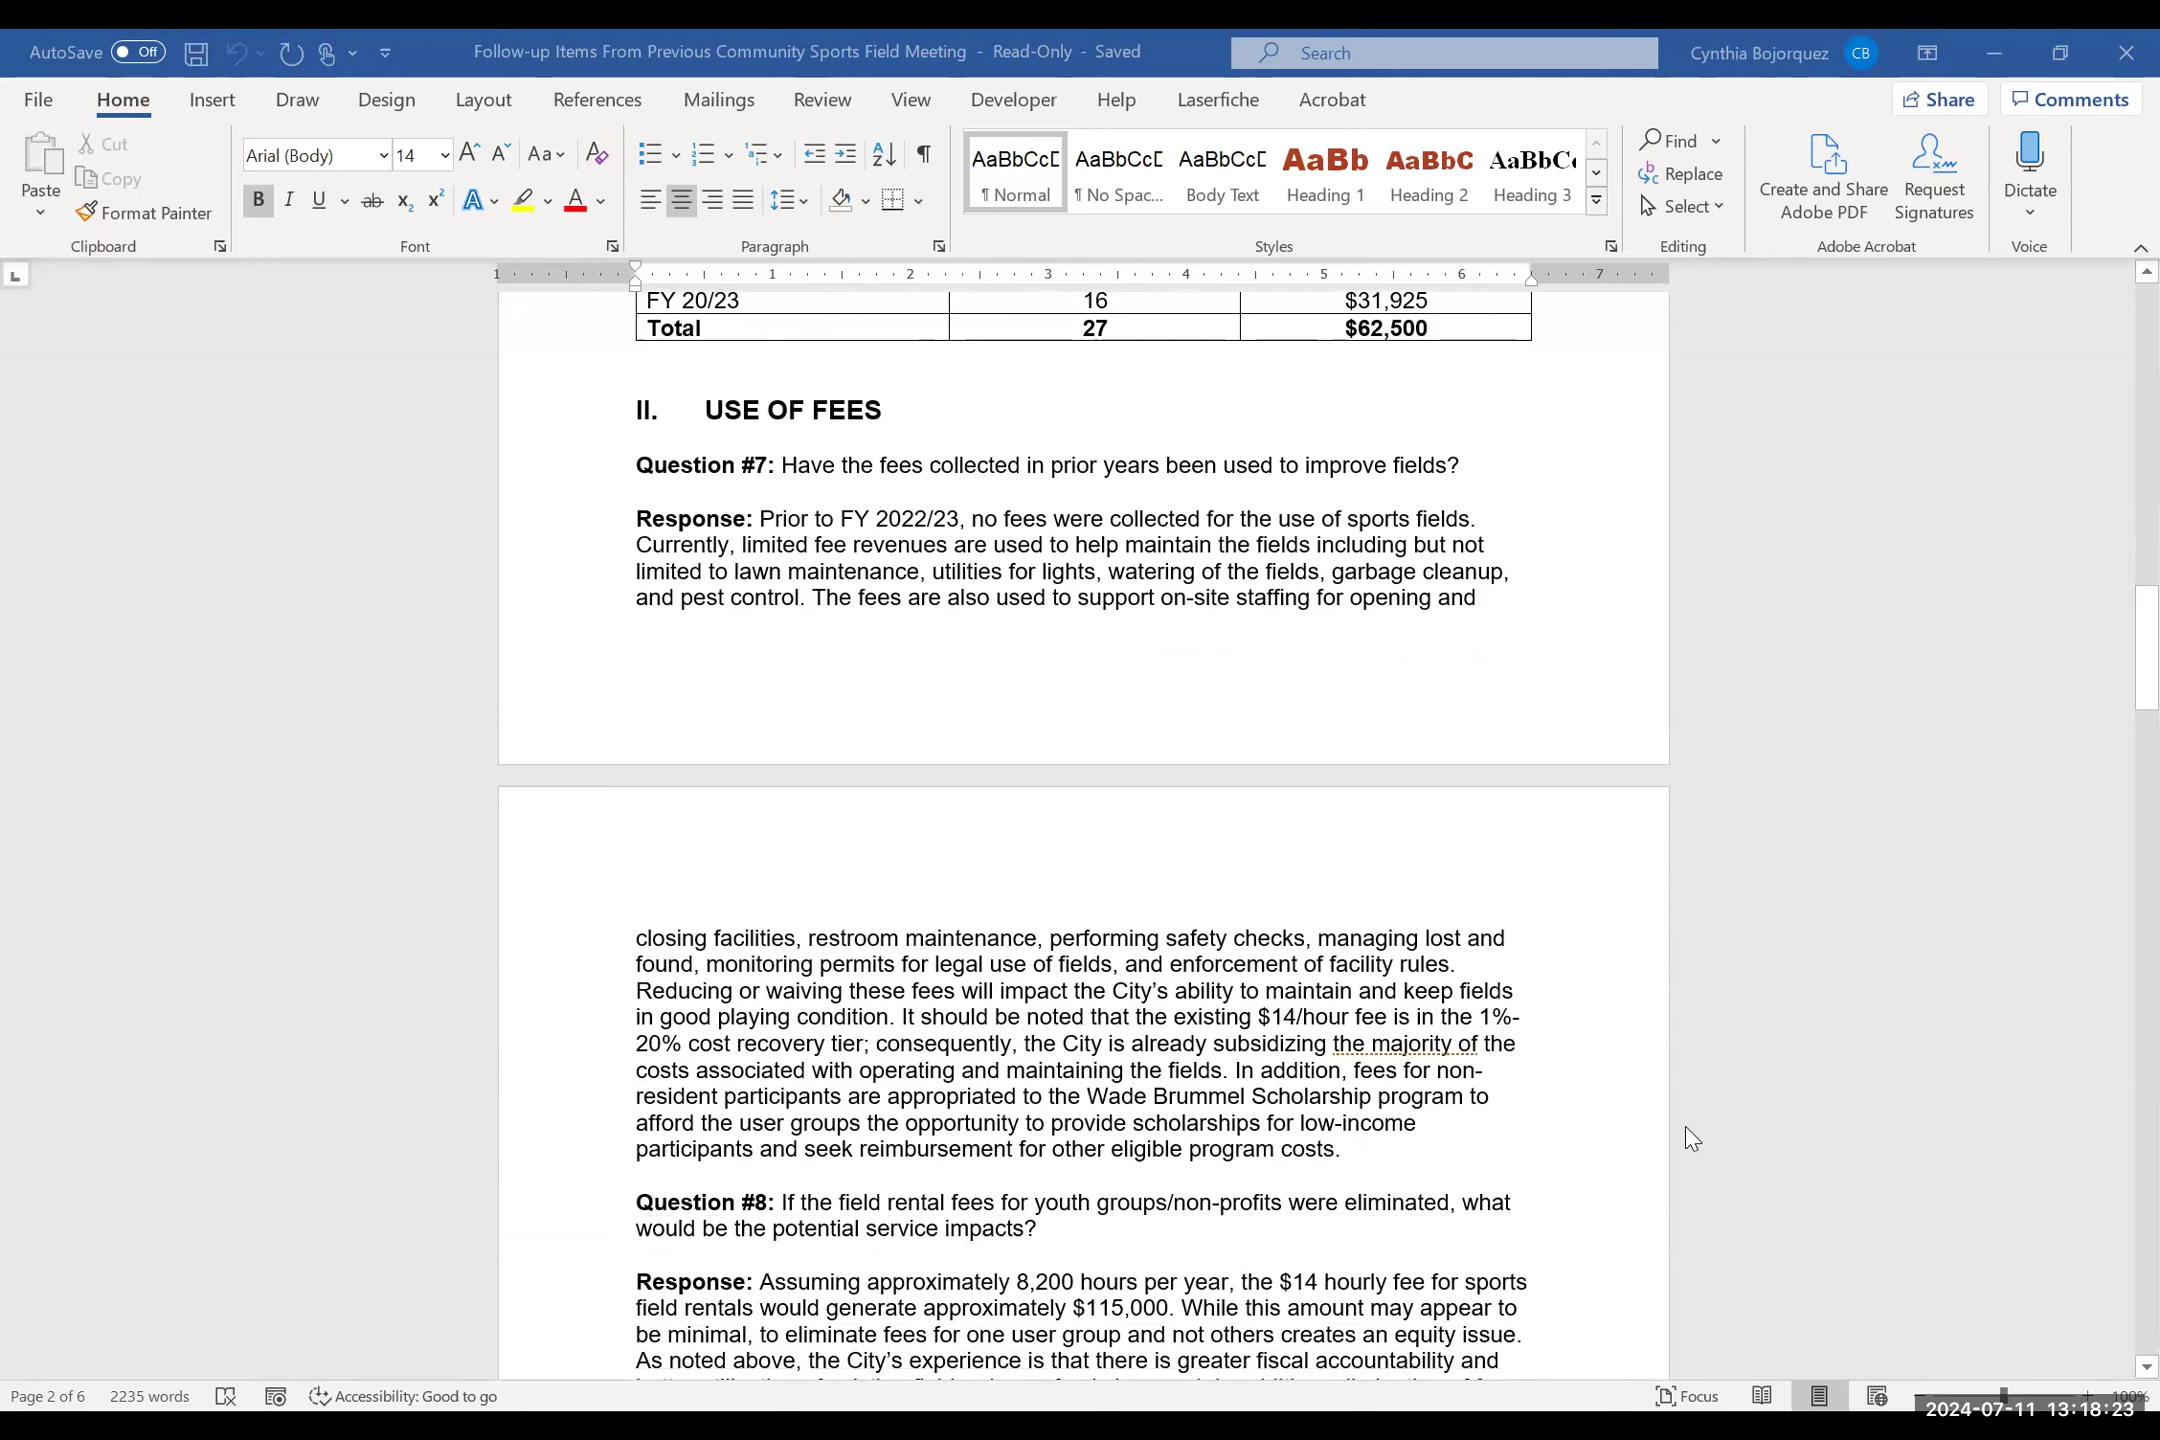 AutoSave Off Follow-up Items From Previous Community Sports Field Meeting - Read-Only - Saved Search Cynthia Bojorquez CB
File Home Insert Draw Design Layout References Mailings Review View Developer Help Laserfiche Acrobat Share Comments
Paste Cut Copy Format Painter Clipboard
Arial (Body) 14 Font
Paragraph
AaBbCcD AaBbCcD AaBbCcD AaBb AaBbC AaBbCc
¶ Normal ¶ No Spac... Body Text Heading 1 Heading 2 Heading 3
Styles
Find Replace Select Editing
Create and Share Adobe PDF Request Signatures Adobe Acrobat
Dictate Voice
1 1 2 3 4 5 6 7
FY 20/23 16 $31,925
Total 27 $62,500
II. USE OF FEES
Question #7: Have the fees collected in prior years been used to improve fields?
Response: Prior to FY 2022/23, no fees were collected for the use of sports fields.
Currently, limited fee revenues are used to help maintain the fields including but not
limited to lawn maintenance, utilities for lights, watering of the fields, garbage cleanup,
and pest control. The fees are also used to support on-site staffing for opening and
closing facilities, restroom maintenance, performing safety checks, managing lost and
found, monitoring permits for legal use of fields, and enforcement of facility rules.
Reducing or waiving these fees will impact the City’s ability to maintain and keep fields
in good playing condition. It should be noted that the existing $14/hour fee is in the 1%-
20% cost recovery tier; consequently, the City is already subsidizing the majority of the
costs associated with operating and maintaining the fields. In addition, fees for non-
resident participants are appropriated to the Wade Brummel Scholarship program to
afford the user groups the opportunity to provide scholarships for low-income
participants and seek reimbursement for other eligible program costs.
Question #8: If the field rental fees for youth groups/non-profits were eliminated, what
would be the potential service impacts?
Response: Assuming approximately 8,200 hours per year, the $14 hourly fee for sports
field rentals would generate approximately $115,000. While this amount may appear to
be minimal, to eliminate fees for one user group and not others creates an equity issue.
As noted above, the City’s experience is that there is greater fiscal accountability and
Page 2 of 6 2235 words Accessibility: Good to go Focus 100%
2024-07-11 13:18:23